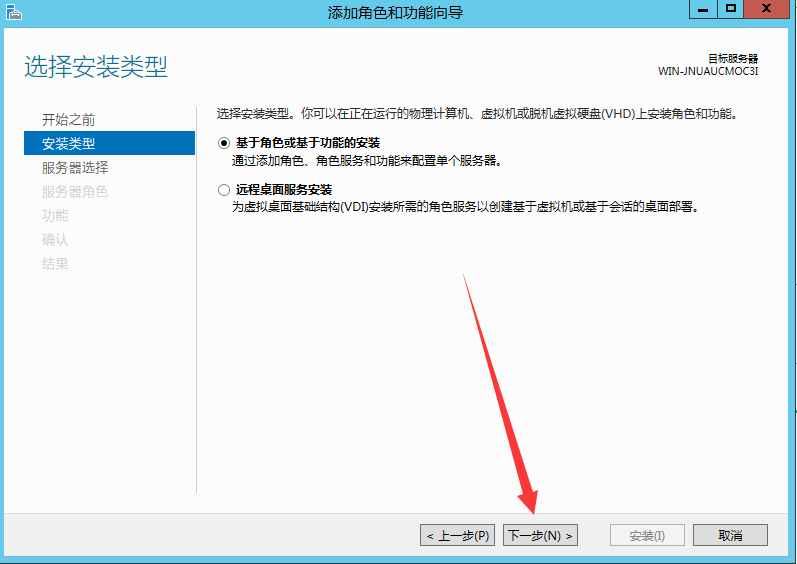 添加角色和功能向导
选择安装类型
目标服务器
WIN-JNUAUCMOC3I
开始之前
安装类型
服务器选择
服务器角色
功能
确认
结果
选择安装类型。你可以在正在运行的物理计算机、虚拟机或脱机虚拟硬盘(VHD)上安装角色和功能。
基于角色或基于功能的安装
通过添加角色、角色服务和功能来配置单个服务器。
远程桌面服务安装
为虚拟桌面基础结构(VDI)安装所需的角色服务以创建基于虚拟机或基于会话的桌面部署。
< 上一步(P)
下一步(N) >
安装(I)
取消